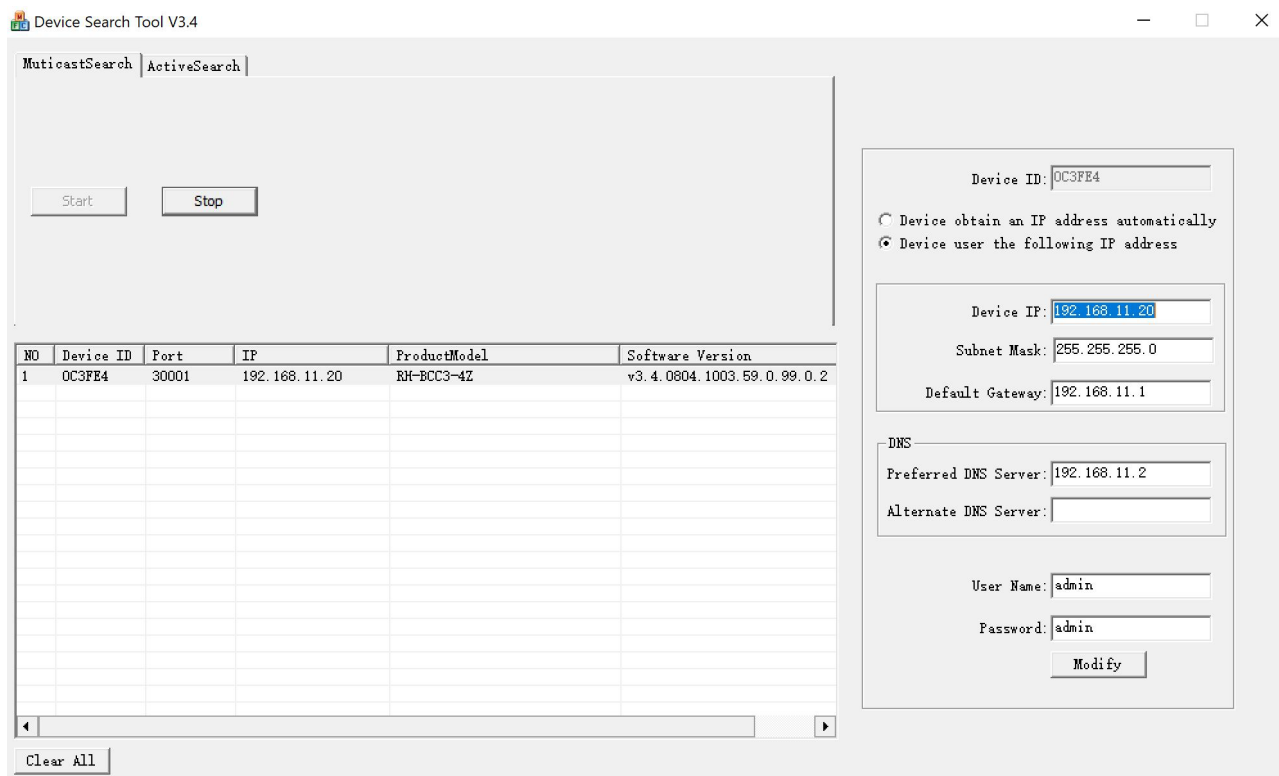 Device Search Tool V3.4
MuticastSearch ActiveSearch
Start Stop
NO Device ID Port IP ProductModel Software Version
1 0C3FE4 30001 192.168.11.20 RH-BCC3-4Z v3.4.0804.1003.59.0.99.0.2
Clear All
Device ID: 0C3FE4
Device obtain an IP address automatically
Device user the following IP address
Device IP: 192.168.11.20
Subnet Mask: 255.255.255.0
Default Gateway: 192.168.11.1
DNS
Preferred DNS Server: 192.168.11.2
Alternate DNS Server:
User Name: admin
Password: admin
Modify